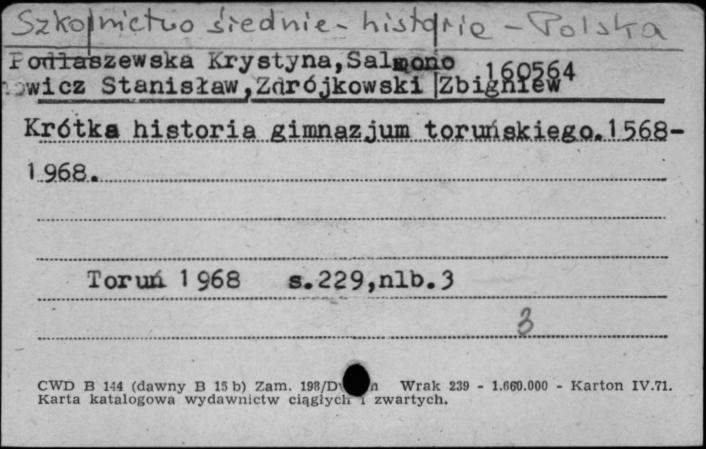 Szkolnictwo średnie - historia - Polska
Podlaszewska Krystyna,Salmono
wicz Stanisław,Zdrójkowski Zbigniew
160564
Krótka historia gimnazjum toruńskiego.1568-
1968.
Toruń 1968 s.229,nlb.3
3
CWD B 144 (dawny B 15 b) Zam. 198/D Wrak 239 - 1.660.000 - Karton IV.71.
Karta katalogowa wydawnictw ciągłych i zwartych.